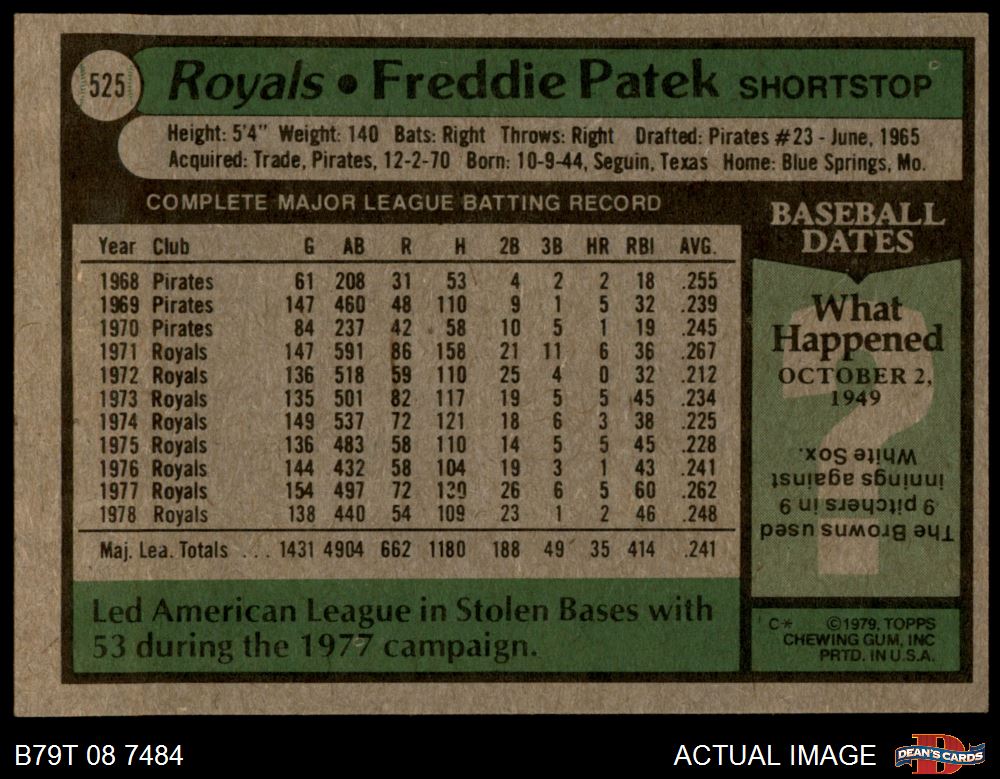 525
Royals • Freddie Patek SHORTSTOP
Height: 5'4" Weight: 140 Bats: Right Throws: Right Drafted: Pirates #23 - June, 1965
Acquired: Trade, Pirates, 12-2-70 Born: 10-9-44, Seguin, Texas Home: Blue Springs, Mo.
COMPLETE MAJOR LEAGUE BATTING RECORD
Year Club G AB R H 2B 3B HR RBI AVG.
1968 Pirates 61 208 31 53 4 2 2 18 .255
1969 Pirates 147 460 48 110 9 1 5 32 .239
1970 Pirates 84 237 42 58 10 5 1 19 .245
1971 Royals 147 591 86 158 21 11 6 36 .267
1972 Royals 136 518 59 110 25 4 0 32 .212
1973 Royals 135 501 82 117 19 5 5 45 .234
1974 Royals 149 537 72 121 18 6 3 38 .225
1975 Royals 136 483 58 110 14 5 5 45 .228
1976 Royals 144 432 58 104 19 3 1 43 .241
1977 Royals 154 497 72 130 26 6 5 60 .262
1978 Royals 138 440 54 109 23 1 2 46 .248
Maj. Lea. Totals ... 1431 4904 662 1180 188 49 35 414 .241
Led American League in Stolen Bases with
53 during the 1977 campaign.
BASEBALL
DATES
What
Happened
OCTOBER 2,
1949
?
The Browns used
9 pitchers in 9
innings against
White Sox.
C* ©1979, TOPPS
CHEWING GUM, INC
PRTD. IN U.S.A.
B79T 08 7484
ACTUAL IMAGE
DEAN'S CARDS